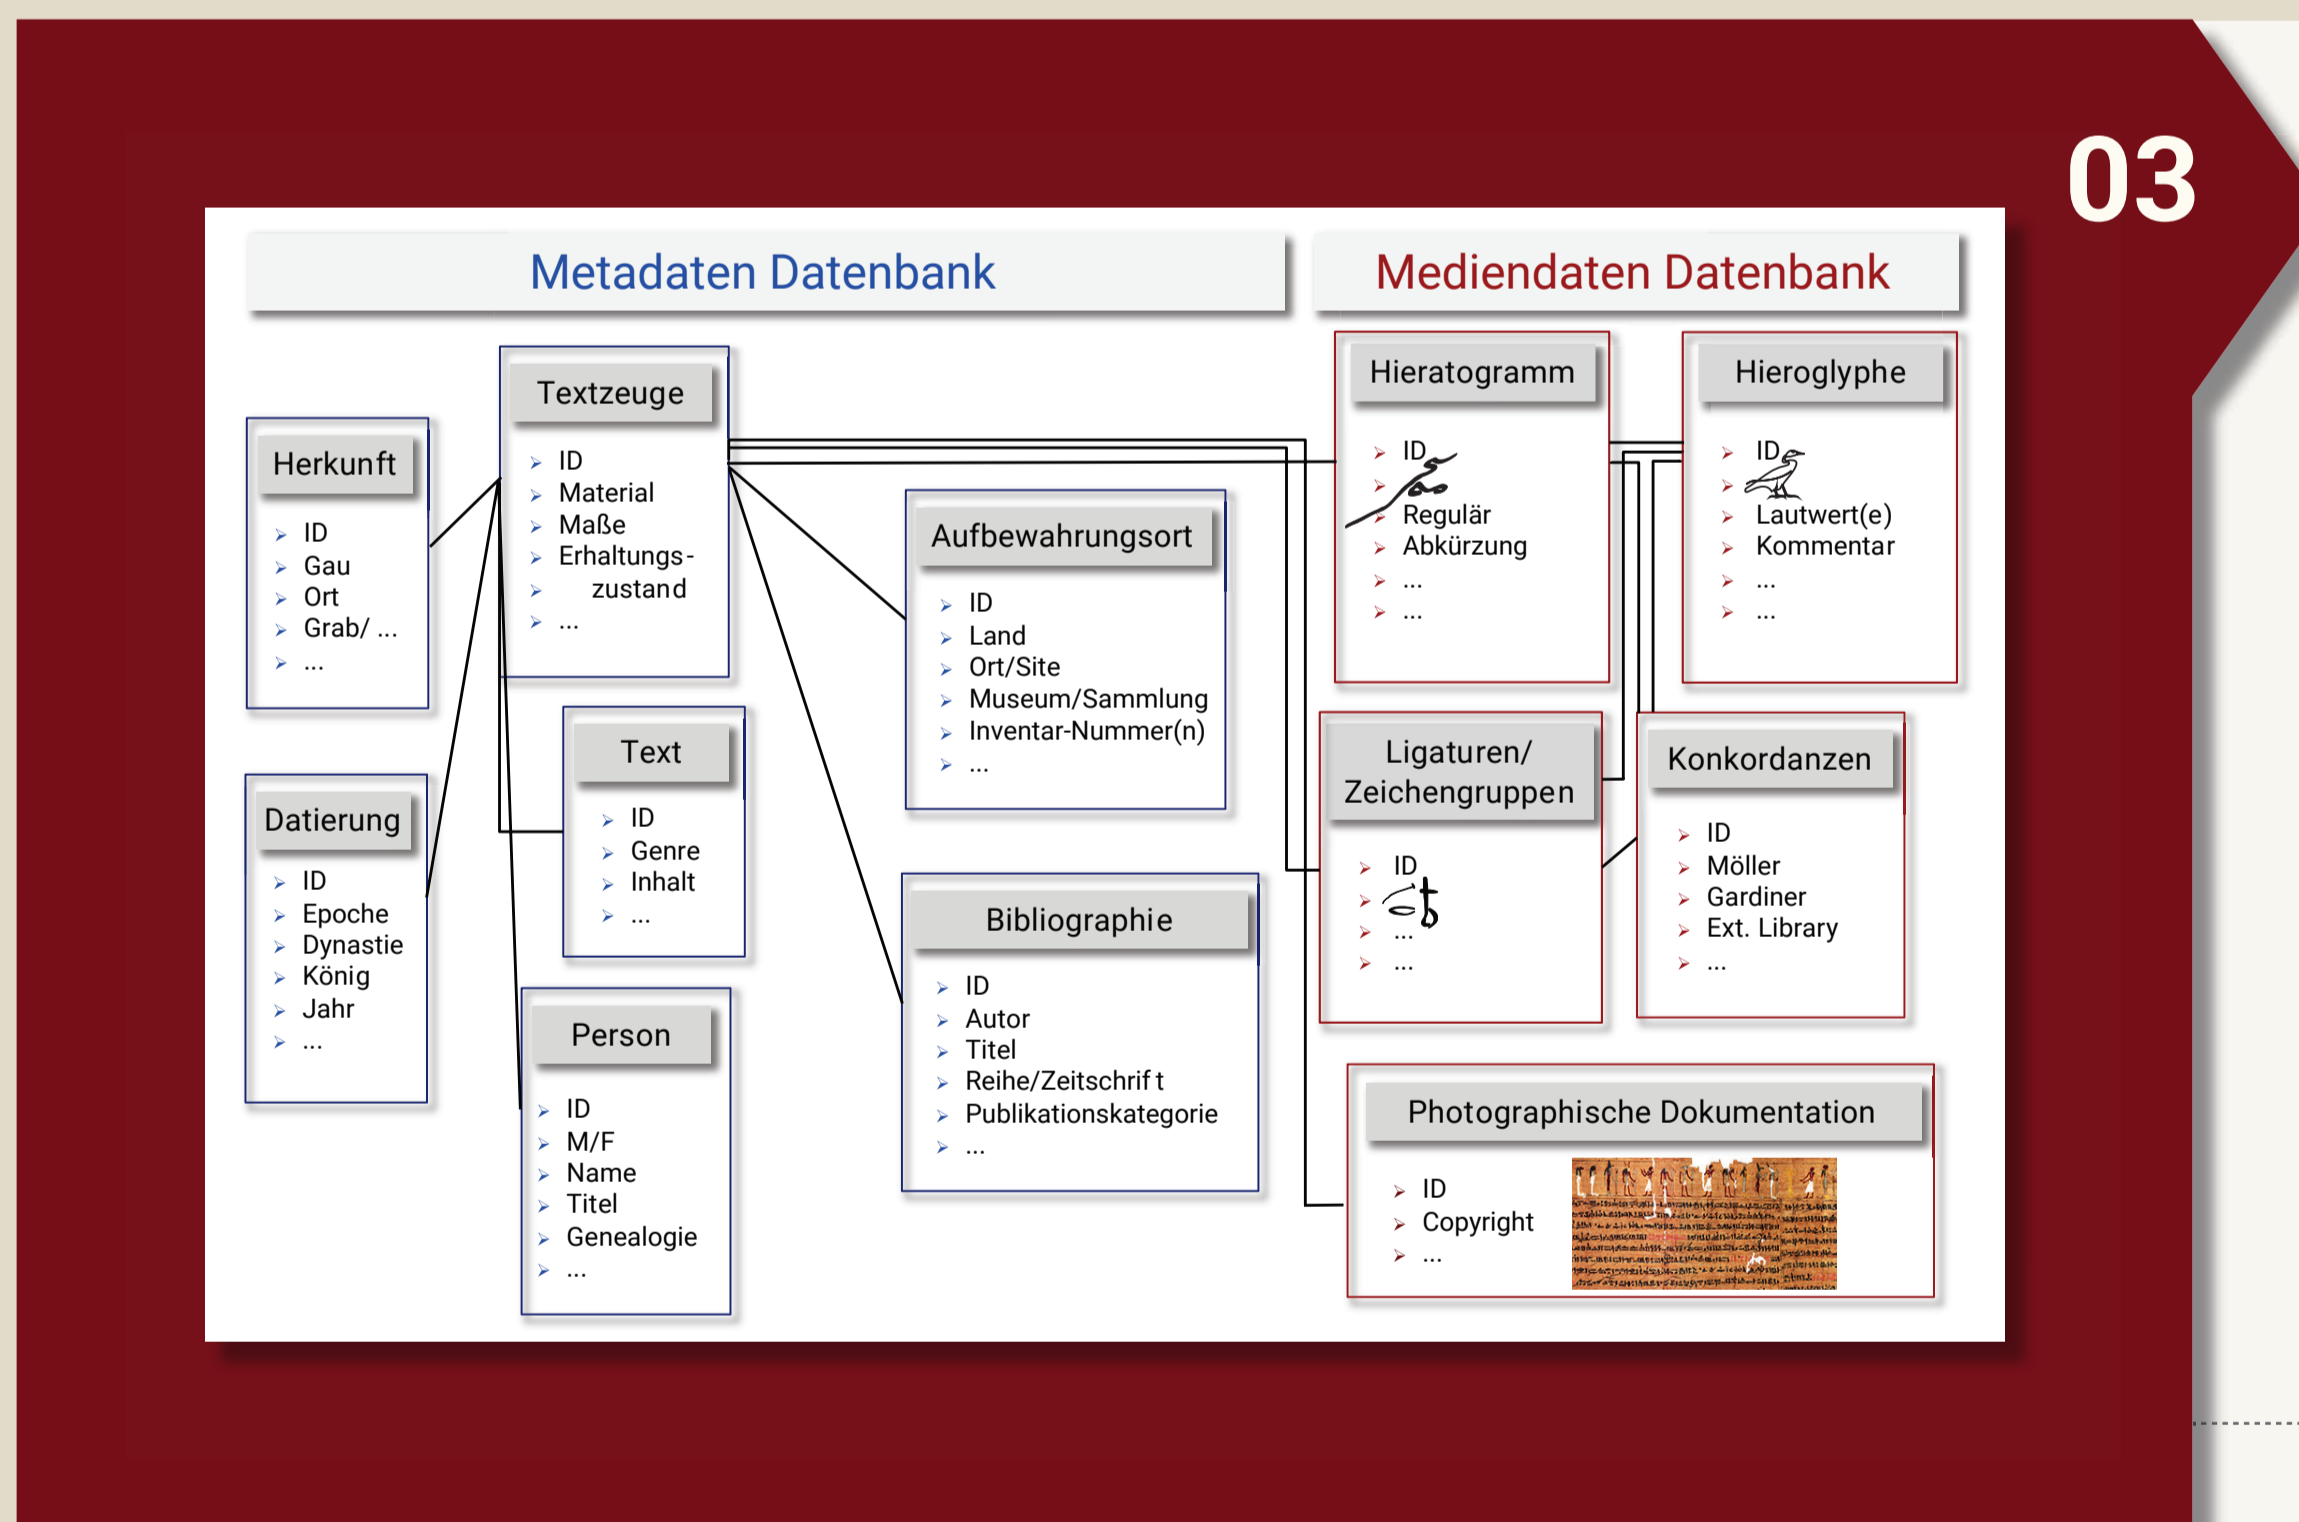 03
Metadaten Datenbank
Mediendaten Datenbank
Herkunft
ID
Gau
Ort
Grab/ ...
...
Datierung
ID
Epoche
Dynastie
König
Jahr
...
Textzeuge
ID
Material
Maße
Erhaltungs-
zustand
...
Text
ID
Genre
Inhalt
...
Person
ID
M/F
Name
Titel
Genealogie
...
Aufbewahrungsort
ID
Land
Ort/Site
Museum/Sammlung
Inventar-Nummer(n)
...
Bibliographie
ID
Autor
Titel
Reihe/Zeitschrift
Publikationskategorie
...
Hieratogramm
ID
Regulär
Abkürzung
...
...
Hieroglyphe
ID
Lautwert(e)
Kommentar
...
...
Ligaturen/
Zeichengruppen
ID
...
...
Konkordanzen
ID
Möller
Gardiner
Ext. Library
...
Photographische Dokumentation
ID
Copyright
...